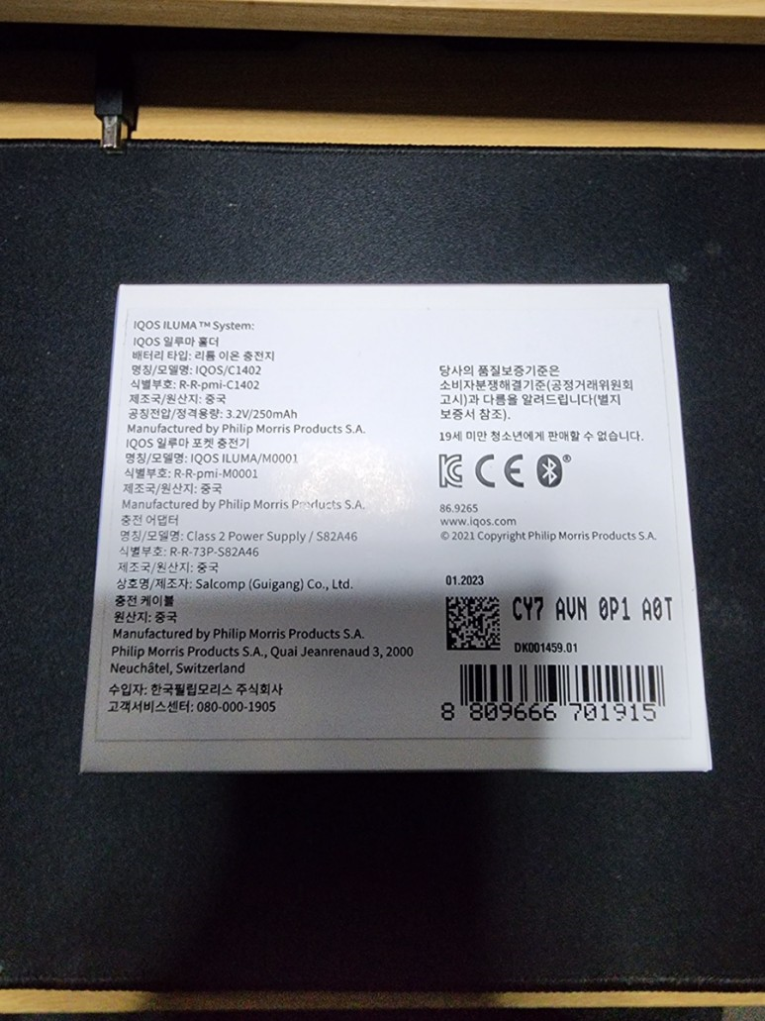 IQOS ILUMA™ System:
IQOS 일루마 홀더
배터리 타입: 리튬 이온 충전지
명칭/모델명: IQOS/C1402
식별부호: R-R-pmi-C1402
제조국/원산지: 중국
공칭전압/정격용량: 3.2V/250mAh
Manufactured by Philip Morris Products S.A.
IQOS 일루마 포켓 충전기
명칭/모델명: IQOS ILUMA/M0001
식별부호: R-R-pmi-M0001
제조국/원산지: 중국
Manufactured by Philip Morris Products S.A.
충전 어댑터
명칭/모델명: Class 2 Power Supply / S82A46
식별부호: R-R-73P-S82A46
제조국/원산지: 중국
상호명/제조자: Salcomp (Guigang) Co., Ltd.
충전 케이블
원산지: 중국
Manufactured by Philip Morris Products S.A.
Philip Morris Products S.A., Quai Jeanrenaud 3, 2000
Neuchâtel, Switzerland
수입자: 한국필립모리스 주식회사
고객서비스센터: 080-000-1905
당사의 품질보증기준은
소비자분쟁해결기준(공정거래위원회
고시)과 다름을 알려드립니다(별지
보증서 참조).
19세 미만 청소년에게 판매할 수 없습니다.
CE
®
86.9265
www.iqos.com
© 2021 Copyright Philip Morris Products S.A.
01.2023
CY7 AVN 0P1 A0T
DK001459.01
8 809666 701915